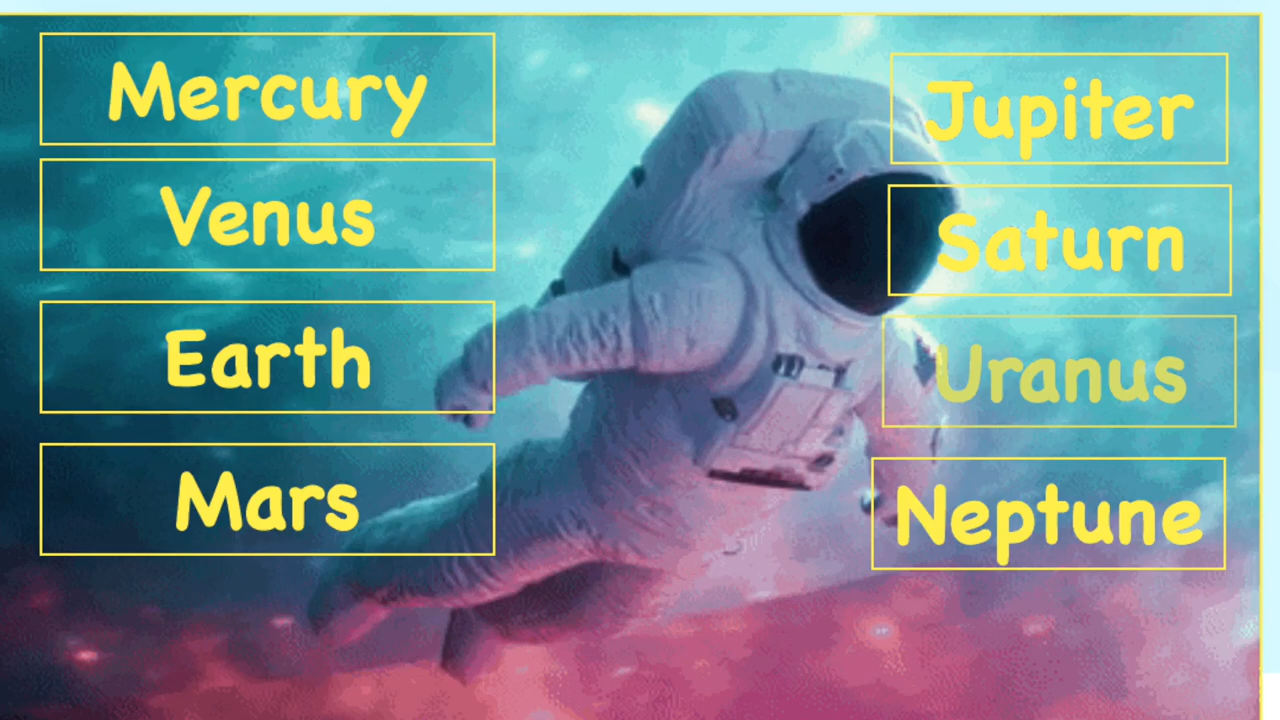 Mercury
Venus
Earth
Mars
Jupiter
Saturn
Uranus
Neptune